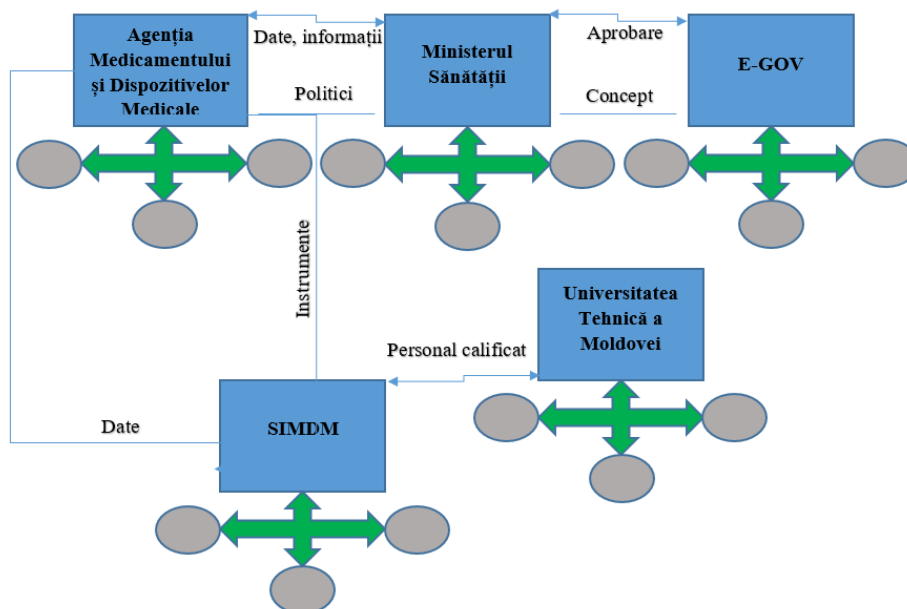 Agenția
Medicamentului
și Dispozitivelor
Medicale
Date, informații
Politici
Ministerul
Sănătății
Aprobare
Concept
E-GOV
Instrumente
Universitatea
Tehnică a
Moldovei
Personal calificat
Date
SIMDM